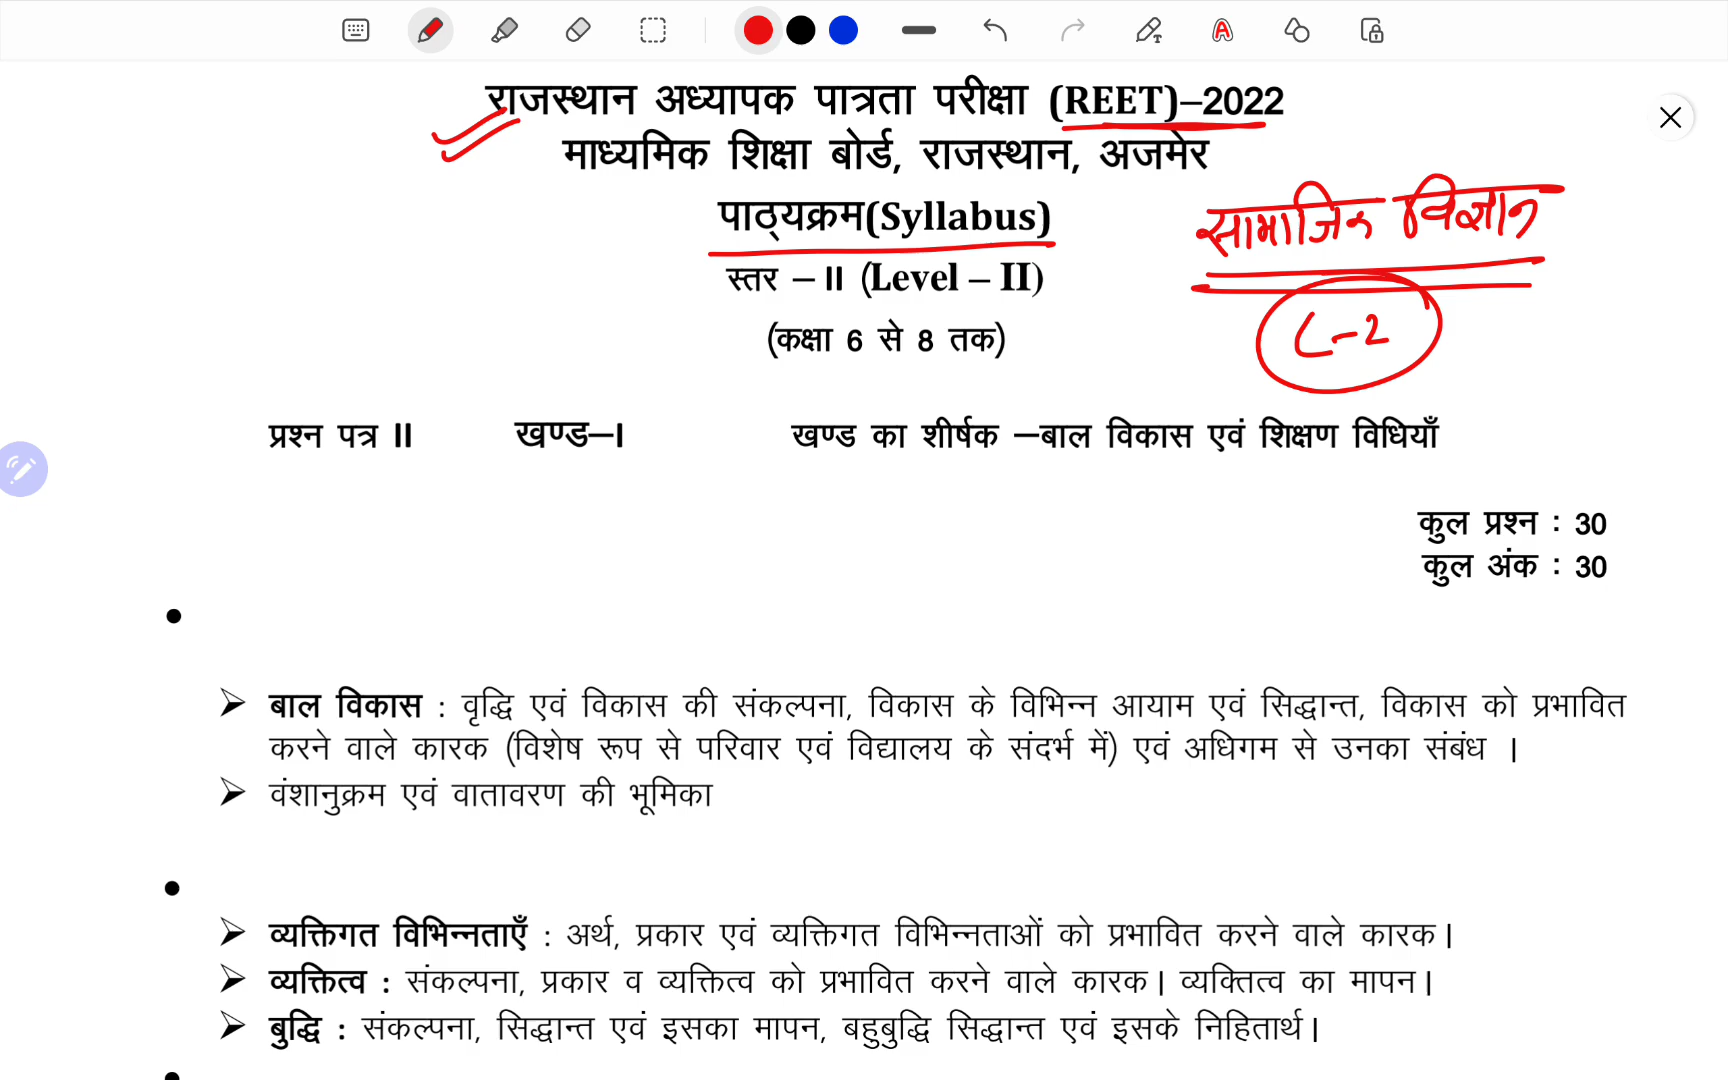 राजस्थान अध्यापक पात्रता परीक्षा (REET)–2022
माध्यमिक शिक्षा बोर्ड, राजस्थान, अजमेर
पाठ्यक्रम(Syllabus)
सामाजिक विज्ञान
स्तर – II (Level – II)
L-2
(कक्षा 6 से 8 तक)
प्रश्न पत्र II खण्ड–I खण्ड का शीर्षक –बाल विकास एवं शिक्षण विधियाँ
कुल प्रश्न : 30
कुल अंक : 30
बाल विकास : वृद्धि एवं विकास की संकल्पना, विकास के विभिन्न आयाम एवं सिद्धान्त, विकास को प्रभावित
करने वाले कारक (विशेष रूप से परिवार एवं विद्यालय के संदर्भ में) एवं अधिगम से उनका संबंध ।
वंशानुक्रम एवं वातावरण की भूमिका
व्यक्तिगत विभिन्नताएँ : अर्थ, प्रकार एवं व्यक्तिगत विभिन्नताओं को प्रभावित करने वाले कारक।
व्यक्तित्व : संकल्पना, प्रकार व व्यक्तित्व को प्रभावित करने वाले कारक। व्यक्तित्व का मापन।
बुद्धि : संकल्पना, सिद्धान्त एवं इसका मापन, बहुबुद्धि सिद्धान्त एवं इसके निहितार्थ।